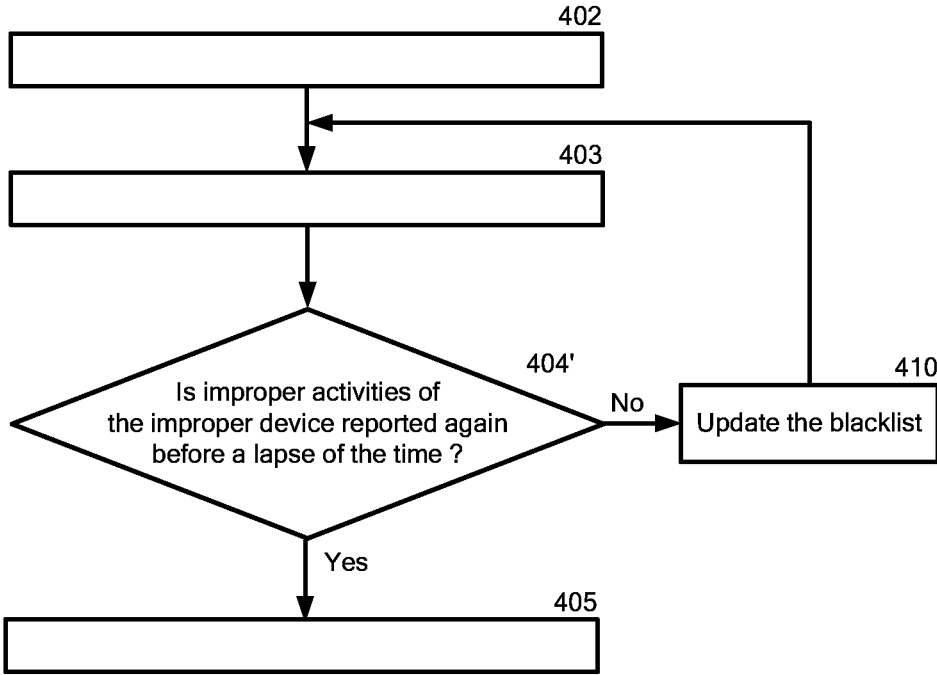 402
403
404'
Is improper activities of
the improper device reported again
before a lapse of the time ?
No
410
Update the blacklist
Yes
405